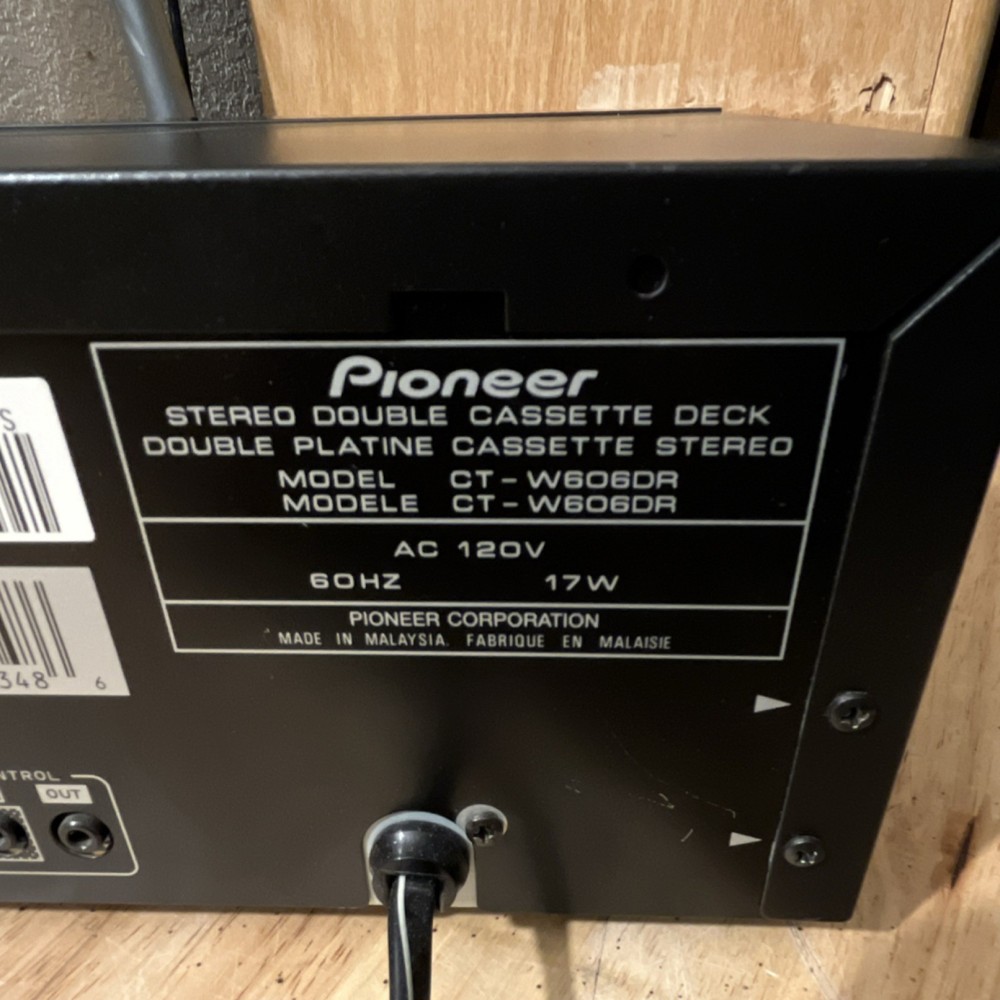 Pioneer
STEREO DOUBLE CASSETTE DECK
DOUBLE PLATINE CASSETTE STEREO
MODEL CT-W606DR
MODELE CT-W606DR
AC 120V
60HZ 17W
PIONEER CORPORATION
MADE IN MALAYSIA. FABRIQUE EN MALAISIE
S
348 6
NTROL
OUT